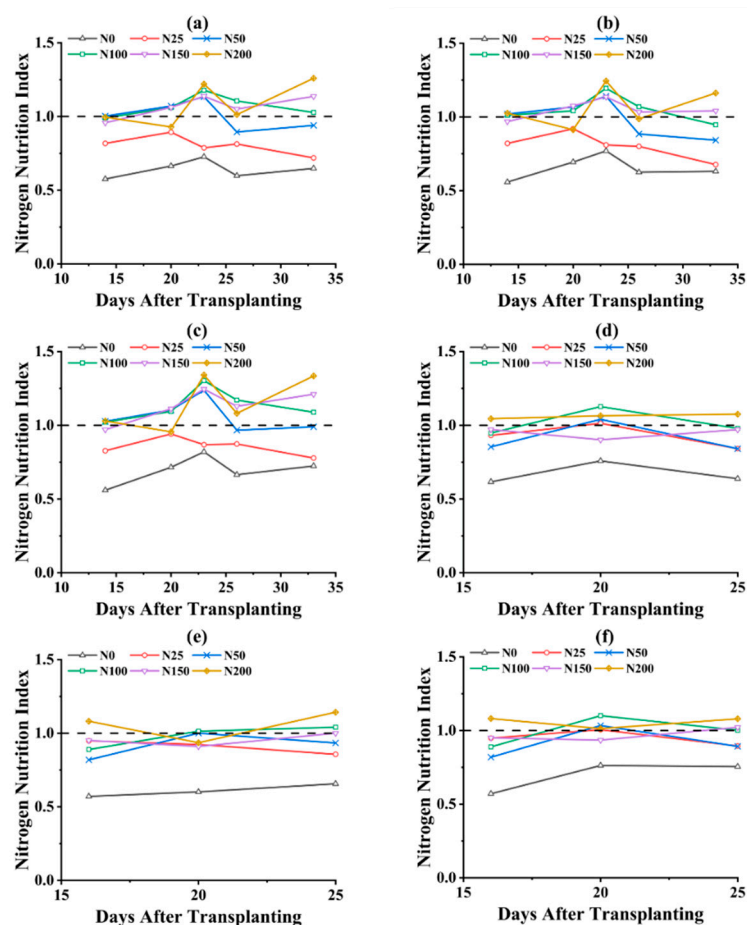 (a)
N0 N25 N50
N100 N150 N200
1.5
1.0
0.5
0.0
Nitrogen Nutrition Index
10 15 20 25 30 35
Days After Transplanting
(b)
N0 N25 N50
N100 N150 N200
1.5
1.0
0.5
0.0
Nitrogen Nutrition Index
10 15 20 25 30 35
Days After Transplanting
(c)
N0 N25 N50
N100 N150 N200
1.5
1.0
0.5
0.0
Nitrogen Nutrition Index
10 15 20 25 30 35
Days After Transplanting
(d)
N0 N25 N50
N100 N150 N200
1.5
1.0
0.5
0.0
Nitrogen Nutrition Index
15 20 25
Days After Transplanting
(e)
N0 N25 N50
N100 N150 N200
1.5
1.0
0.5
0.0
Nitrogen Nutrition Index
15 20 25
Days After Transplanting
(f)
N0 N25 N50
N100 N150 N200
1.5
1.0
0.5
0.0
Nitrogen Nutrition Index
15 20 25
Days After Transplanting